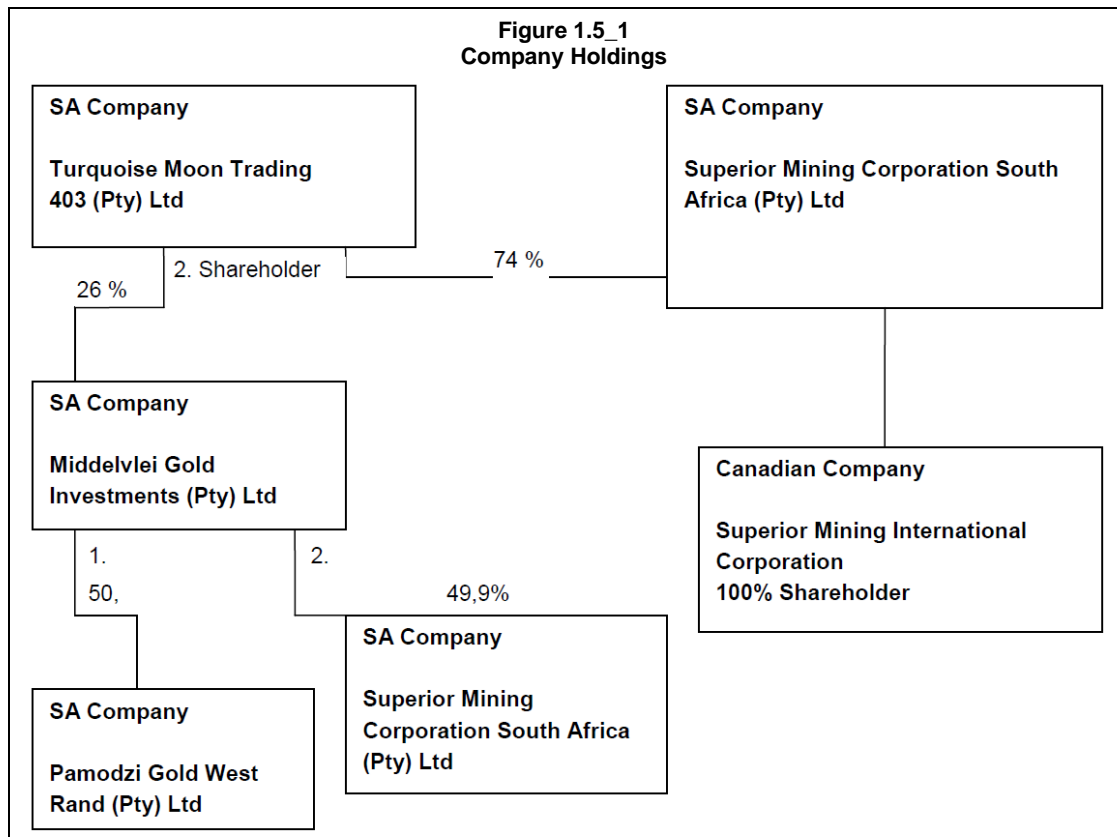 Figure 1.5_1
Company Holdings
SA Company
Turquoise Moon Trading
403 (Pty) Ltd
SA Company
Superior Mining Corporation South
Africa (Pty) Ltd
2. Shareholder
74 %
26 %
SA Company
Middelvlei Gold
Investments (Pty) Ltd
Canadian Company
Superior Mining International
Corporation
100% Shareholder
1.
50,
2.
49,9%
SA Company
Superior Mining
Corporation South Africa
(Pty) Ltd
SA Company
Pamodzi Gold West
Rand (Pty) Ltd